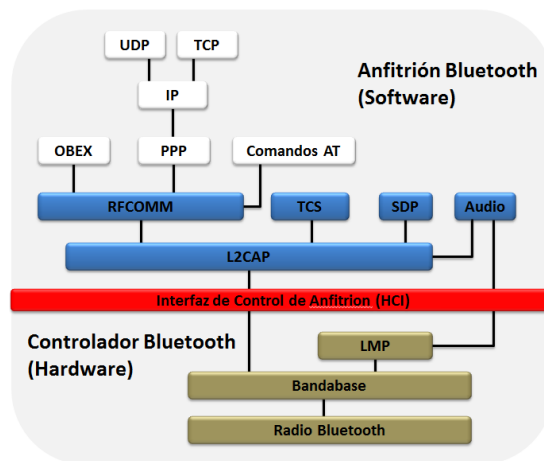 UDP
TCP
Anfitrión Bluetooth
(Software)
IP
OBEX
PPP
Comandos AT
RFCOMM
TCS
SDP
Audio
L2CAP
Interfaz de Control de Anfitrion (HCI)
Controlador Bluetooth
(Hardware)
LMP
Bandabase
Radio Bluetooth